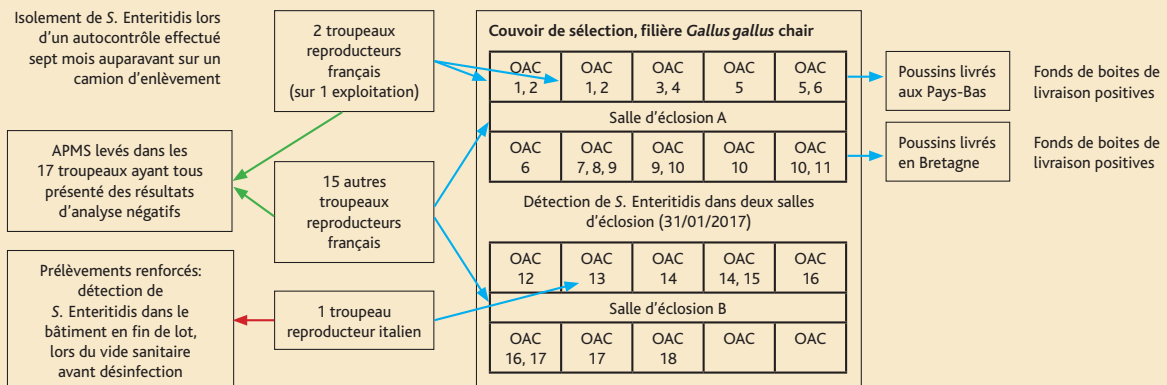 Isolement de S. Enteritidis lors
d'un autocontrôle effectué
sept mois auparavant sur un
camion d'enlèvement
2 troupeaux
reproducteurs
français
(sur 1 exploitation)
APMS levés dans les
17 troupeaux ayant tous
présenté des résultats
d'analyse négatifs
15 autres
troupeaux
reproducteurs
français
Prélèvements renforcés:
détection de
S. Enteritidis dans le
bâtiment en fin de lot,
lors du vide sanitaire
avant désinfection
1 troupeau
reproducteur italien
Couvoir de sélection, filière Gallus gallus chair
OAC OAC OAC OAC OAC
1, 2 1, 2 3, 4 5 5, 6
Salle d'éclosion A
OAC OAC OAC OAC OAC
6 7, 8, 9 9, 10 10 10, 11
Détection de S. Enteritidis dans deux salles
d'éclosion (31/01/2017)
OAC OAC OAC OAC OAC
12 13 14 14, 15 16
Salle d'éclosion B
OAC OAC OAC OAC OAC
16, 17 17 18
Poussins livrés
aux Pays-Bas
Fonds de boites de
livraison positives
Poussins livrés
en Bretagne
Fonds de boites de
livraison positives